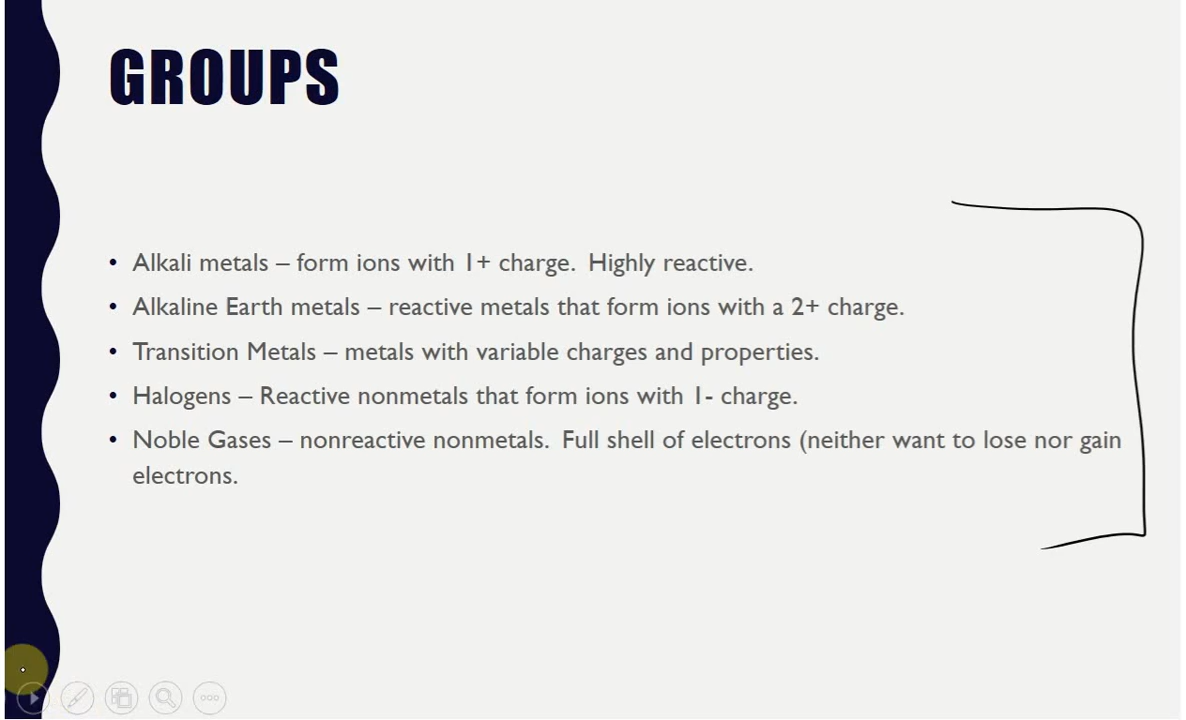 GROUPS
• Alkali metals – form ions with 1+ charge.  Highly reactive.
• Alkaline Earth metals – reactive metals that form ions with a 2+ charge.
• Transition Metals – metals with variable charges and properties.
• Halogens – Reactive nonmetals that form ions with 1- charge.
• Noble Gases – nonreactive nonmetals.  Full shell of electrons (neither want to lose nor gain
electrons.